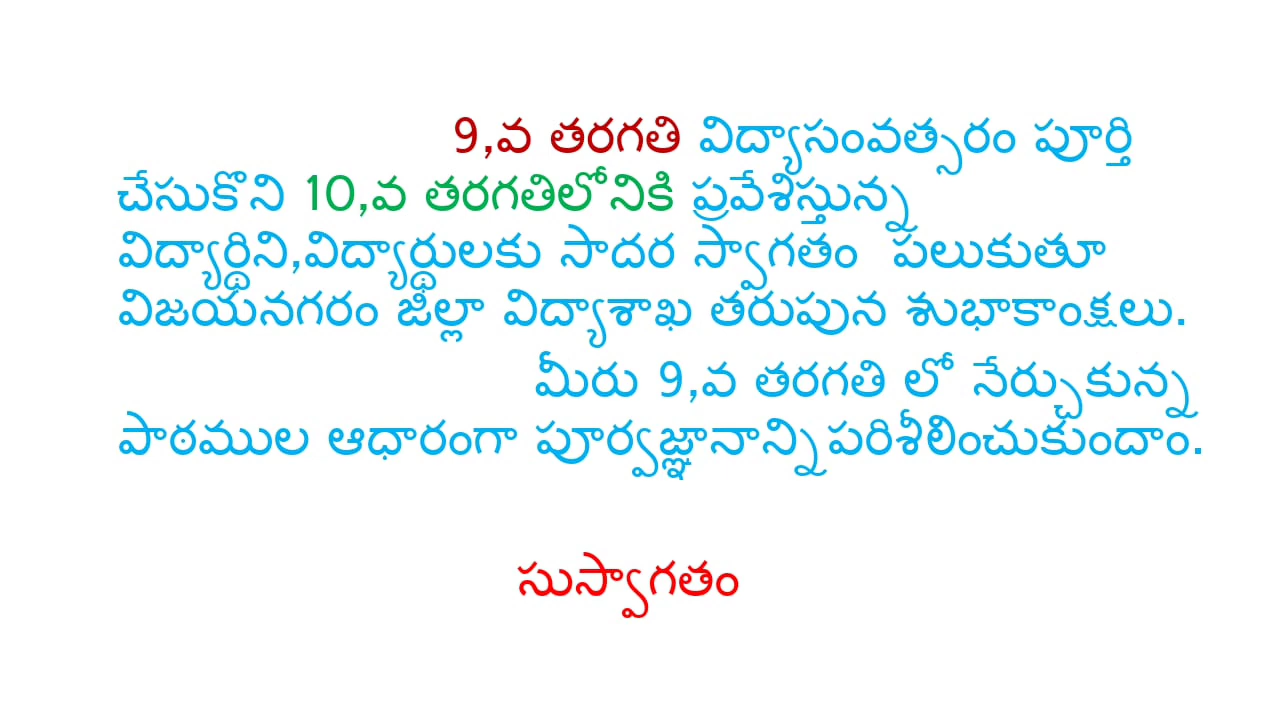 9,వ తరగతి విద్యాసంవత్సరం పూర్తి
చేసుకొని 10,వ తరగతిలోనికి ప్రవేశిస్తున్న
విద్యార్థిని,విద్యార్థులకు సాదర స్వాగతం  పలుకుతూ
విజయనగరం జిల్లా విద్యాశాఖ తరుపున శుభాకాంక్షలు.
మీరు 9,వ తరగతి లో నేర్చుకున్న
పాఠముల ఆధారంగా పూర్వజ్ఞానాన్ని పరిశీలించుకుందాం.
సుస్వాగతం